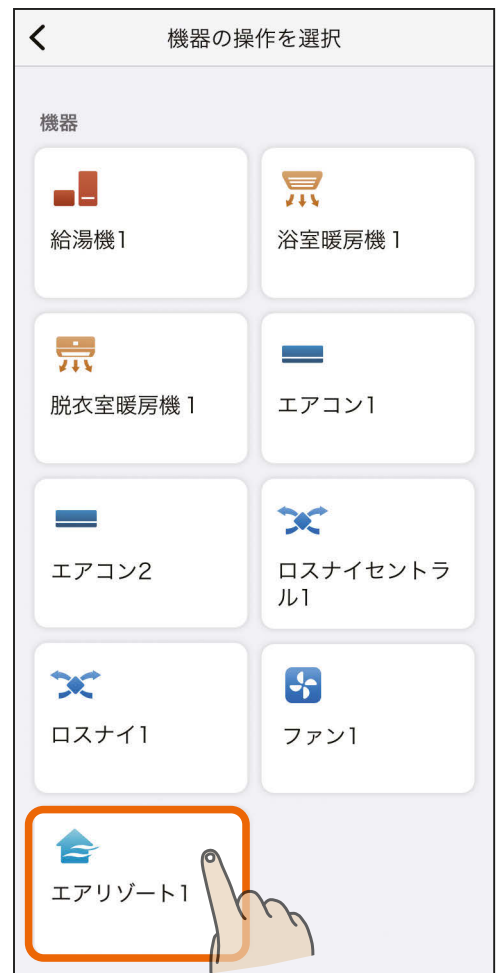 機器の操作を選択
機器
給湯機1
浴室暖房機 1
脱衣室暖房機 1
エアコン1
エアコン2
ロスナイセントラ
ル1
ロスナイ1
ファン1
エアリゾート1